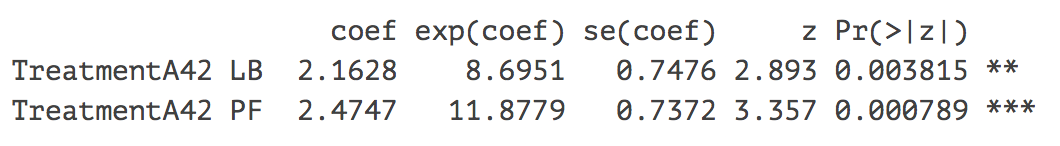 coef exp(coef) se(coef) z Pr(>|z|)
TreatmentA42 LB 2.1628 8.6951 0.7476 2.893 0.003815 **
TreatmentA42 PF 2.4747 11.8779 0.7372 3.357 0.000789 ***